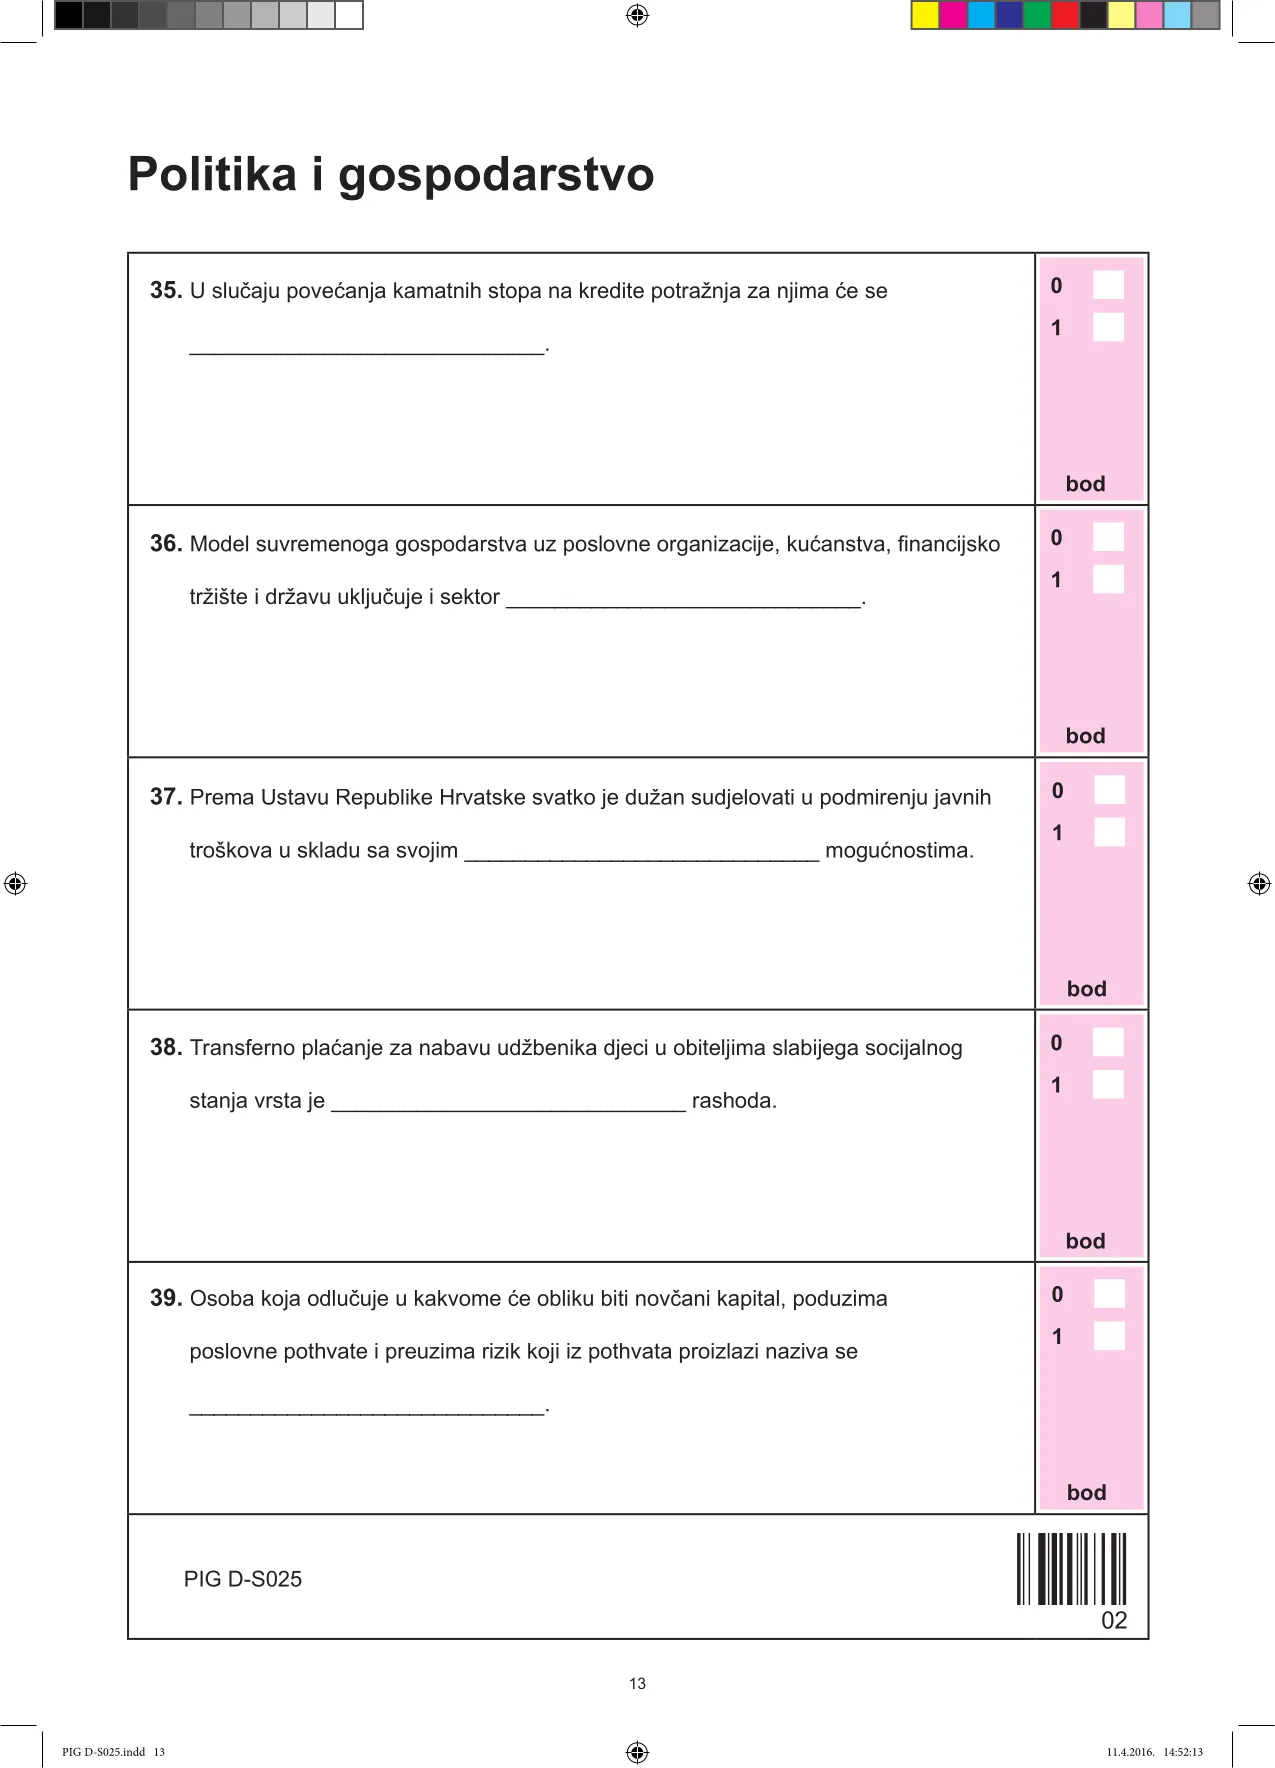 Politika i gospodarstvo
35. U slučaju povećanja kamatnih stopa na kredite potražnja za njima će se
_____________________________.
0
1
bod
36. Model suvremenoga gospodarstva uz poslovne organizacije, kućanstva, financijsko
tržište i državu uključuje i sektor _____________________________.
0
1
bod
37. Prema Ustavu Republike Hrvatske svatko je dužan sudjelovati u podmirenju javnih
troškova u skladu sa svojim _____________________________ mogućnostima.
0
1
bod
38. Transferno plaćanje za nabavu udžbenika djeci u obiteljima slabijega socijalnog
stanja vrsta je _____________________________ rashoda.
0
1
bod
39. Osoba koja odlučuje u kakvome će obliku biti novčani kapital, poduzima
poslovne pothvate i preuzima rizik koji iz pothvata proizlazi naziva se
_____________________________.
0
1
bod
PIG D-S025
02
13
PIG D-S025.indd 13
11.4.2016. 14:52:13